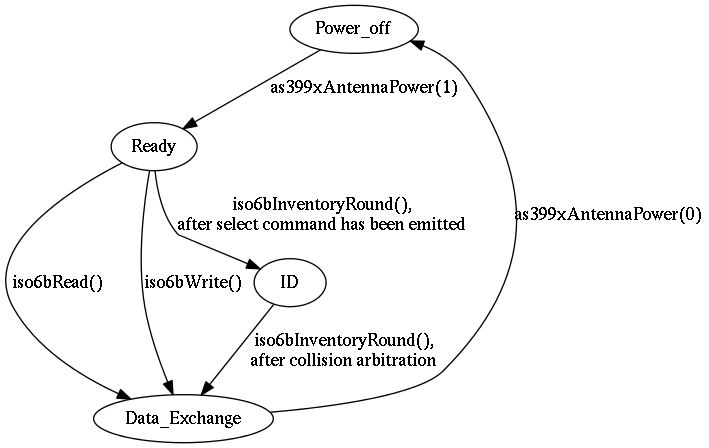 Power_off
as399xAntennaPower(1)
Ready
iso6bInventoryRound(),
after select command has been emitted
as399xAntennaPower(0)
iso6bRead()
iso6bWrite()
ID
iso6bInventoryRound(),
after collision arbitration
Data_Exchange